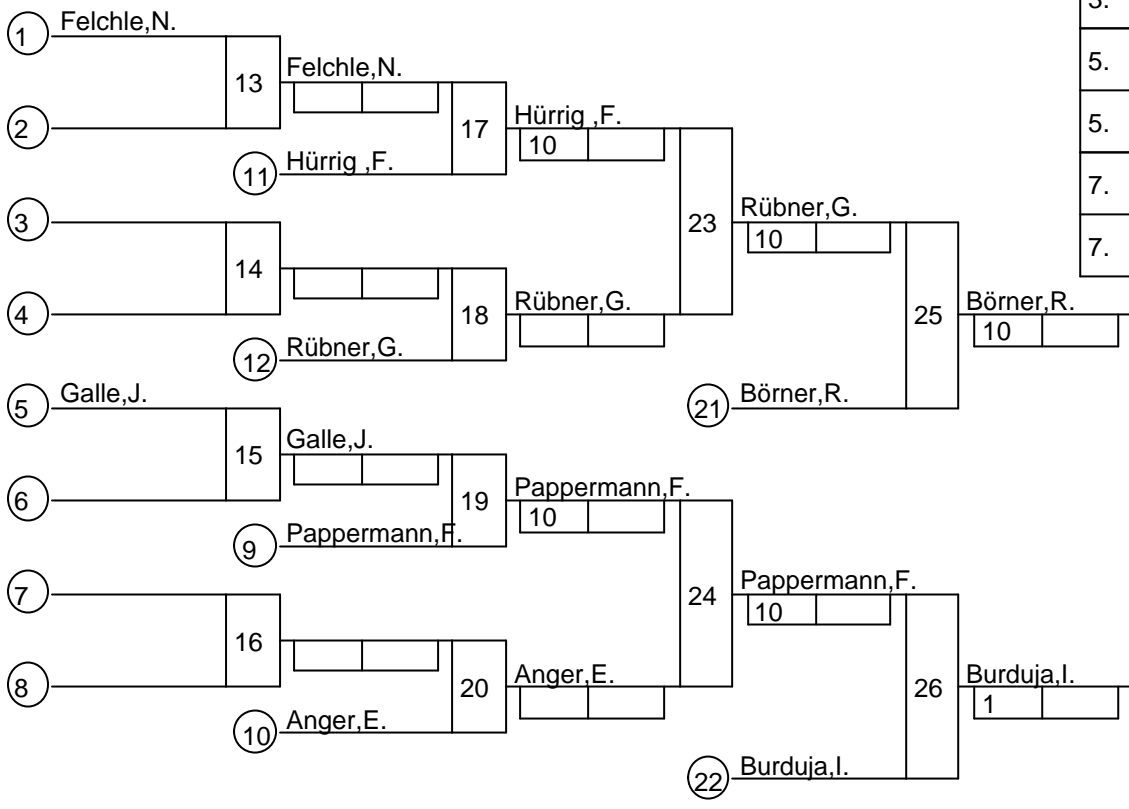 3.
1
Felchle,N.
13
Felchle,N.
5.
2
17
Hürrig ,F.
10
5.
11
Hürrig ,F.
7.
3
23
Rübner,G.
10
7.
14
4
18
Rübner,G.
25
Börner,R.
10
12
Rübner,G.
5
Galle,J.
21
Börner,R.
15
Galle,J.
6
19
Pappermann,F.
10
9
Pappermann,F.
7
24
Pappermann,F.
10
16
8
20
Anger,E.
26
Burduja,I.
1
10
Anger,E.
22
Burduja,I.